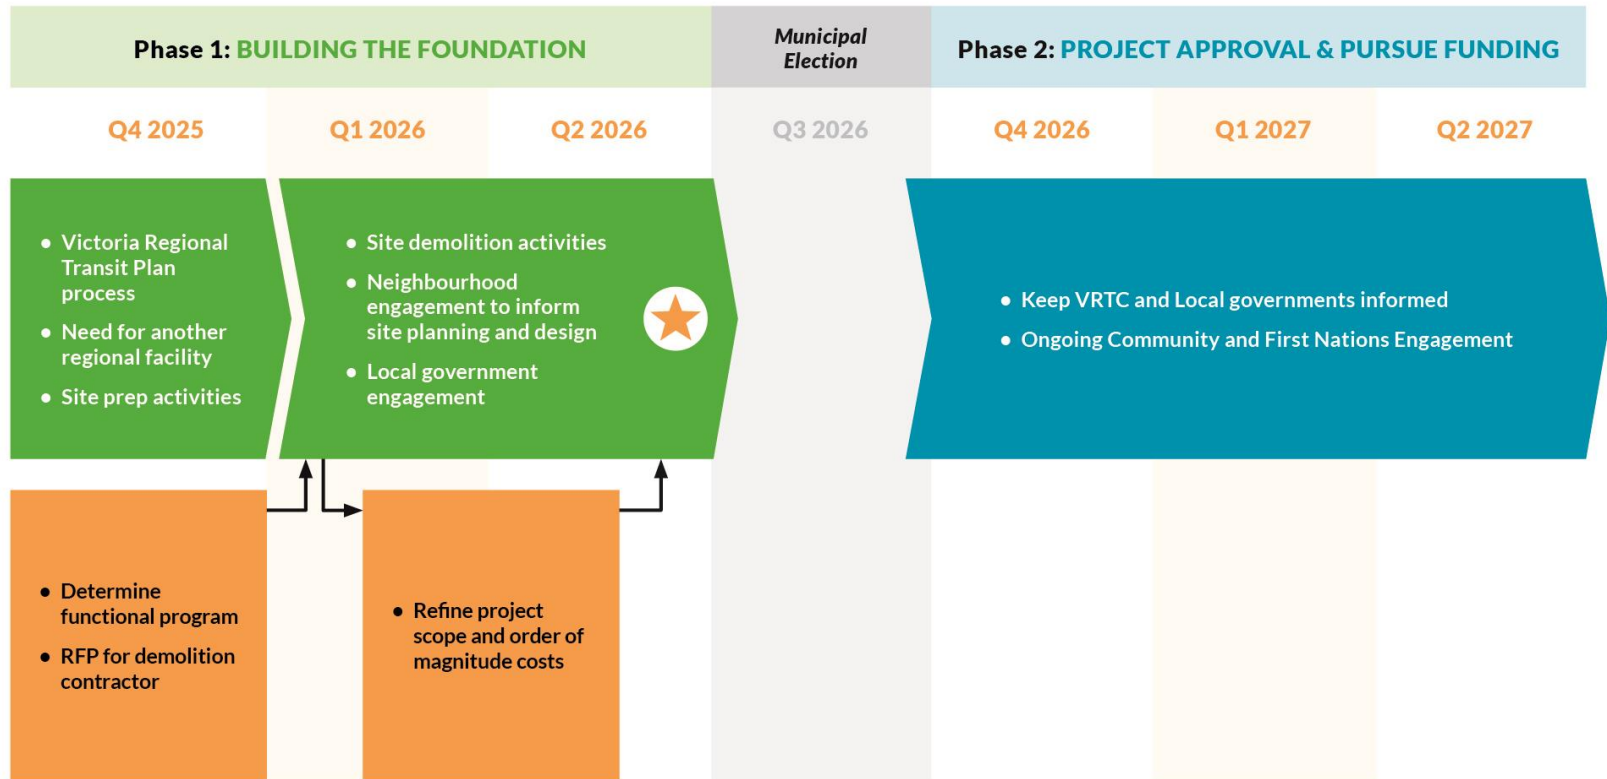 Phase 1: BUILDING THE FOUNDATION
Municipal
Election
Phase 2: PROJECT APPROVAL & PURSUE FUNDING
Q4 2025
Q1 2026
Q2 2026
Q3 2026
Q4 2026
Q1 2027
Q2 2027
● Victoria Regional
Transit Plan
process
● Need for another
regional facility
● Site prep activities
● Site demolition activities
● Neighbourhood
engagement to inform
site planning and design
● Local government
engagement
● Keep VRTC and Local governments informed
● Ongoing Community and First Nations Engagement
● Determine
functional program
● RFP for demolition
contractor
● Refine project
scope and order of
magnitude costs